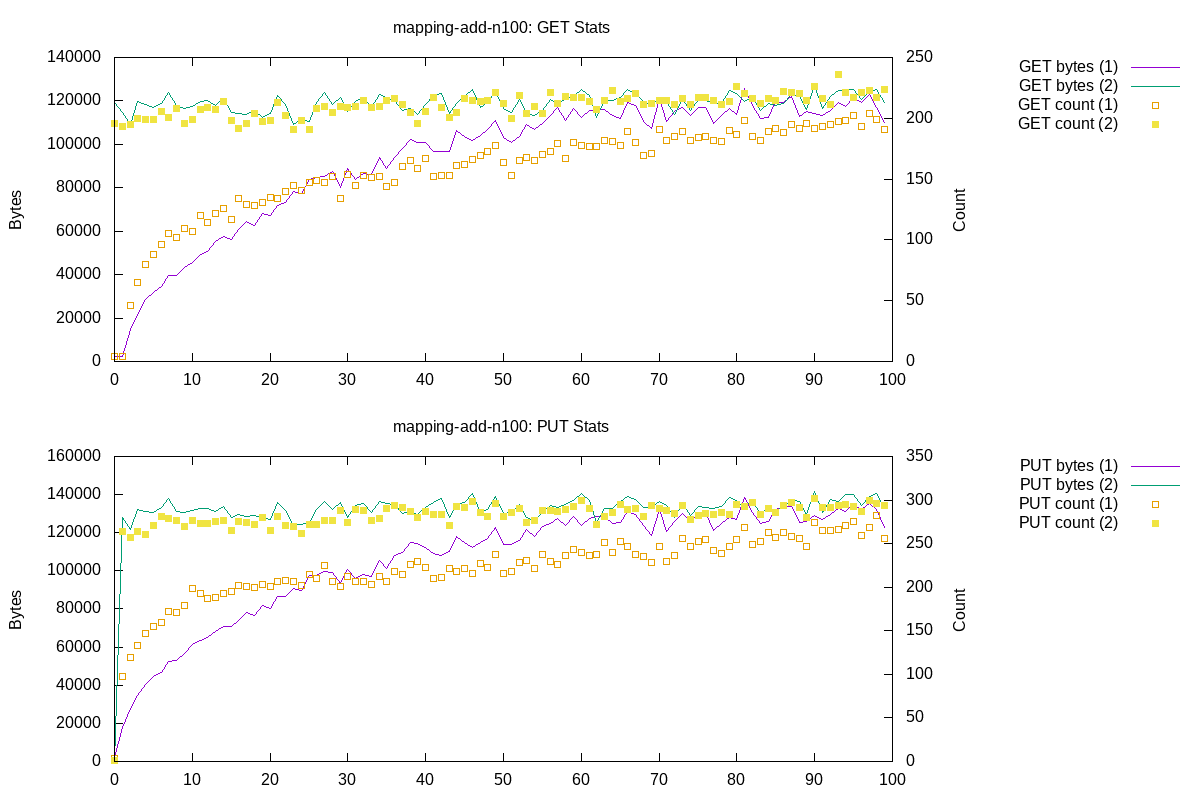 mapping-add-n100: GET Stats
140000
120000
100000
80000
60000
40000
20000
0
Bytes
250
200
150
100
50
0
Count
0 10 20 30 40 50 60 70 80 90 100
GET bytes (1)
GET bytes (2)
GET count (1)
GET count (2)
mapping-add-n100: PUT Stats
160000
140000
120000
100000
80000
60000
40000
20000
0
Bytes
350
300
250
200
150
100
50
0
Count
0 10 20 30 40 50 60 70 80 90 100
PUT bytes (1)
PUT bytes (2)
PUT count (1)
PUT count (2)